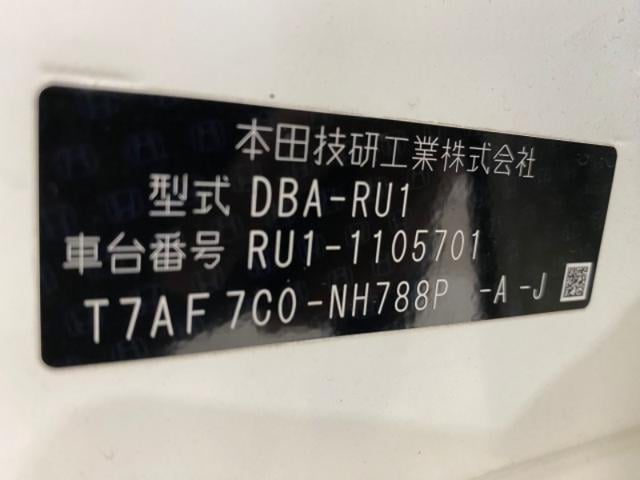 本田技研工業株式会社
型式 DBA-RU1
車台番号 RU1-1105701
T7AF7C0-NH788P -A-J